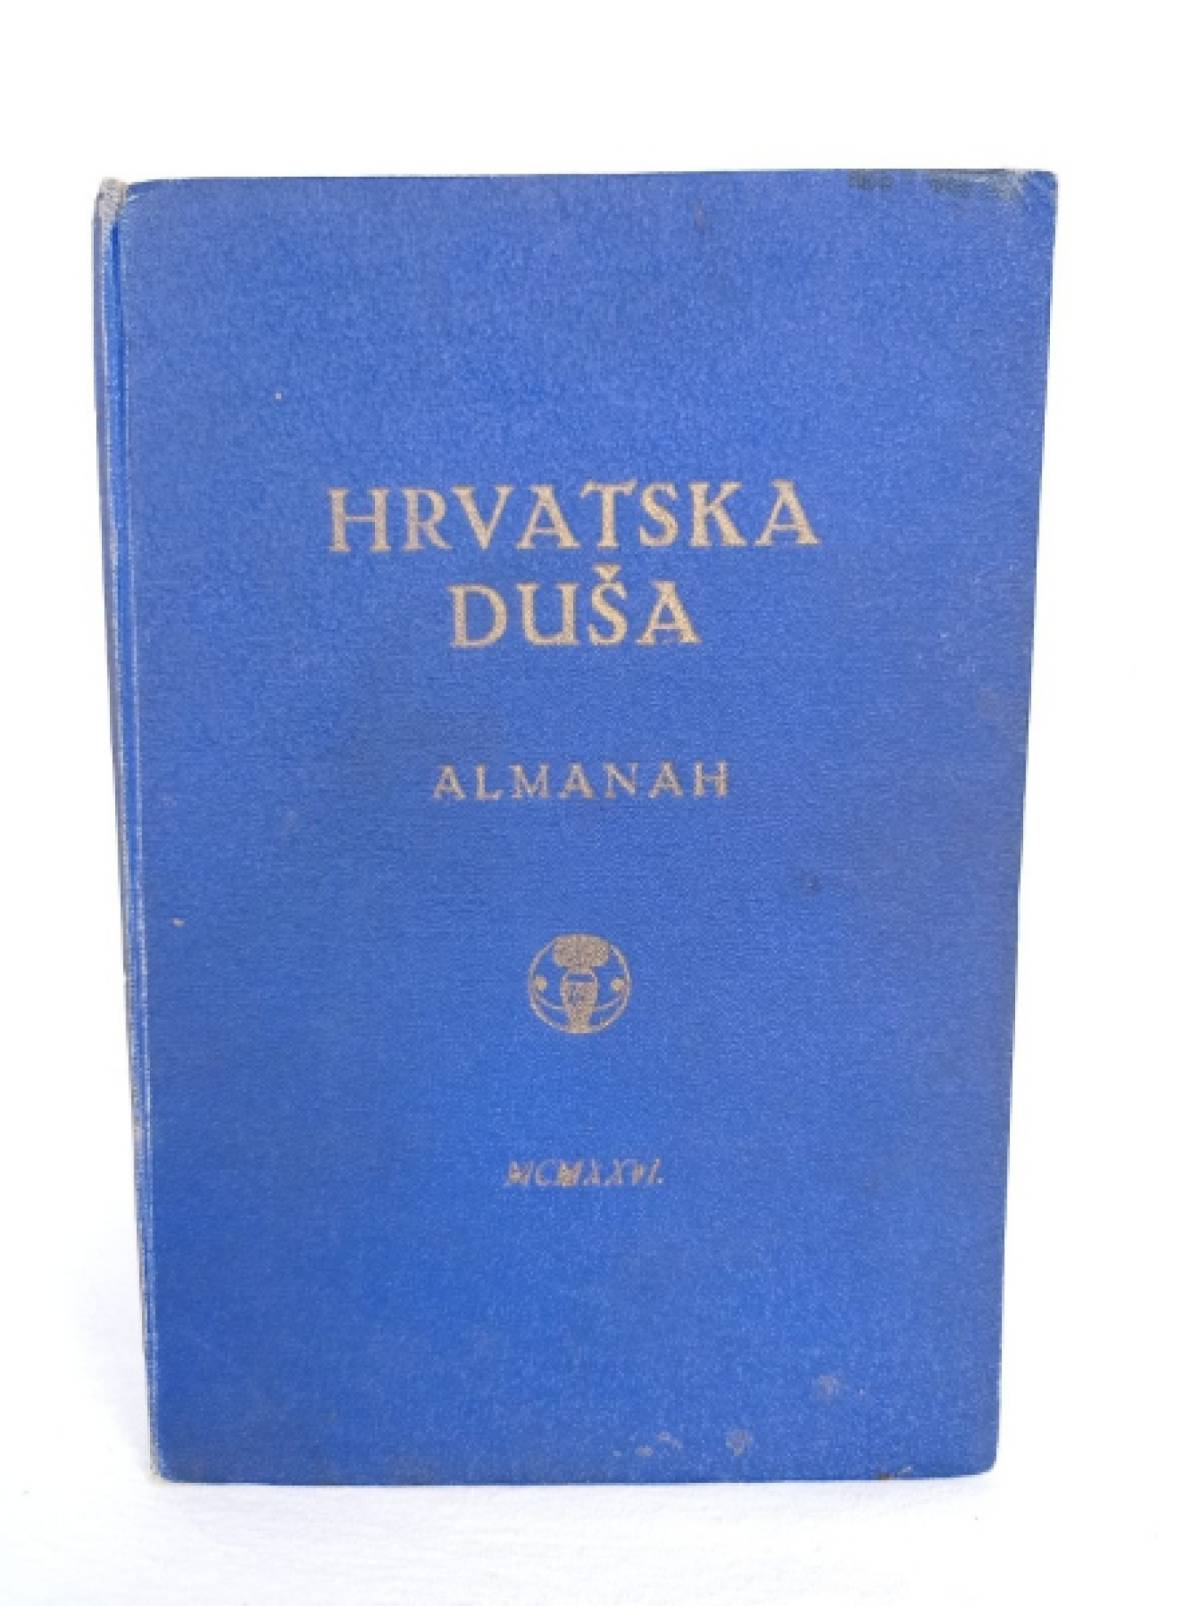 HRVATSKA
DUŠA
ALMANAH
MCMXXVI.